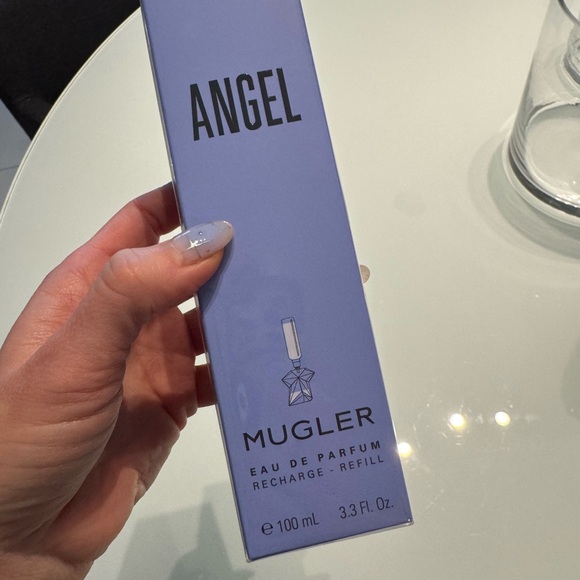 ANGEL
MUGLER
EAU DE PARFUM
RECHARGE - REFILL
℮ 100 mL 3.3 Fl. Oz.